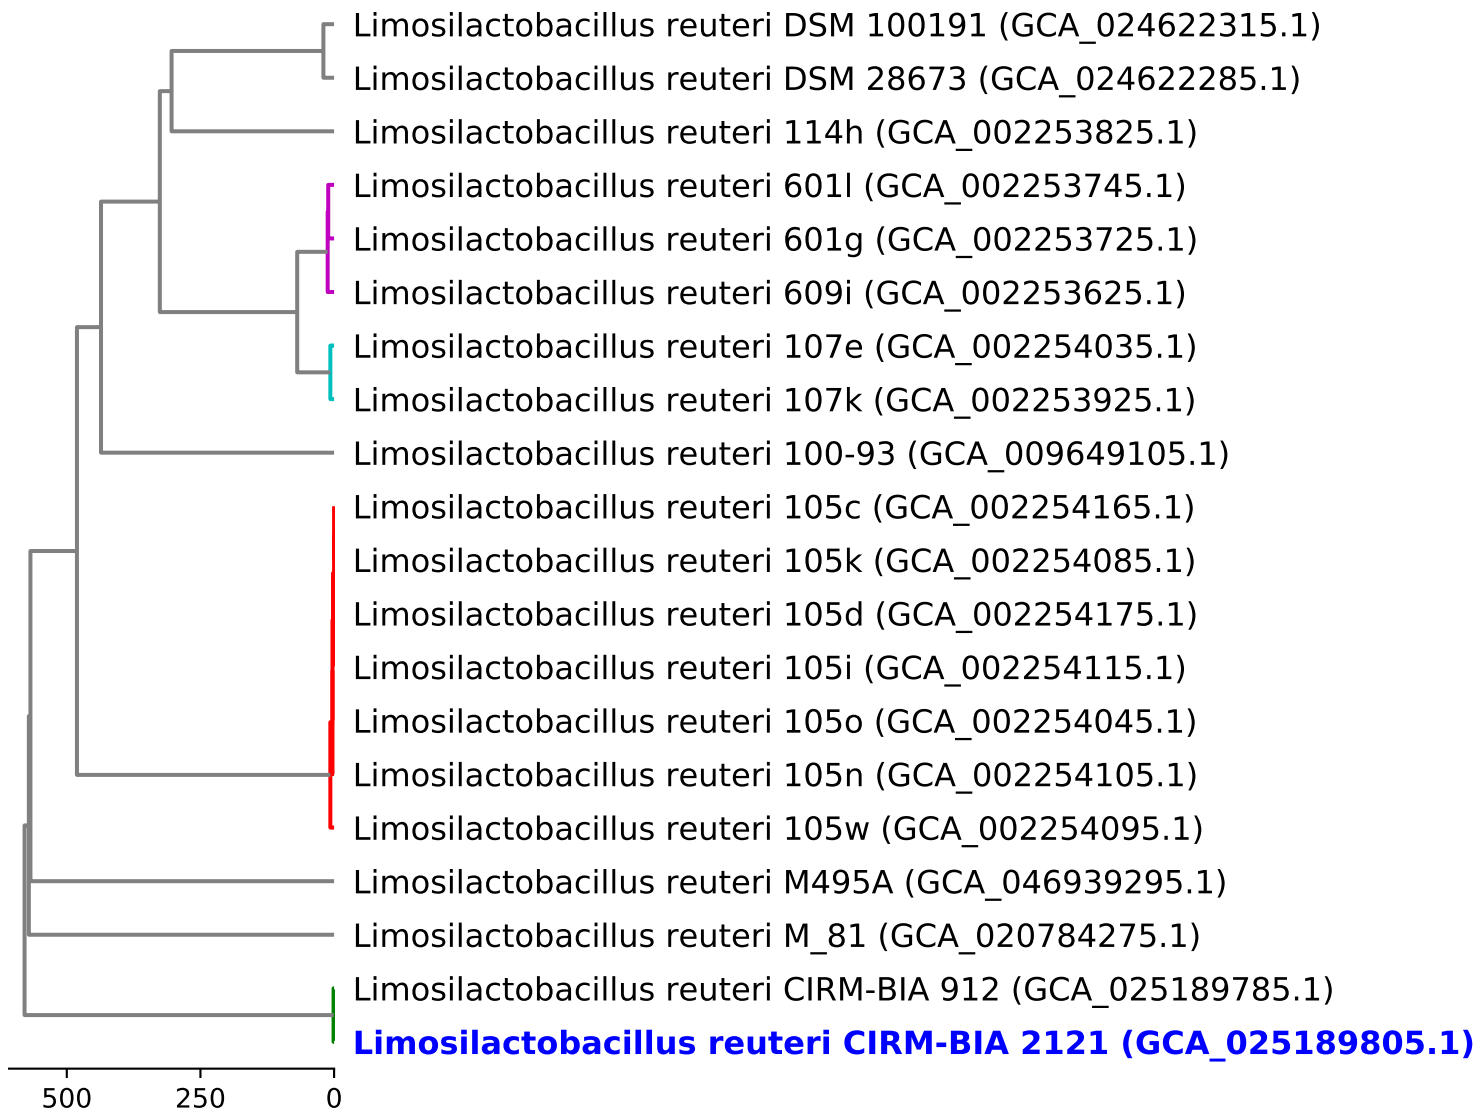 Limosilactobacillus reuteri DSM 100191 (GCA_024622315.1)
Limosilactobacillus reuteri DSM 28673 (GCA_024622285.1)
Limosilactobacillus reuteri 114h (GCA_002253825.1)
Limosilactobacillus reuteri 601l (GCA_002253745.1)
Limosilactobacillus reuteri 601g (GCA_002253725.1)
Limosilactobacillus reuteri 609i (GCA_002253625.1)
Limosilactobacillus reuteri 107e (GCA_002254035.1)
Limosilactobacillus reuteri 107k (GCA_002253925.1)
Limosilactobacillus reuteri 100-93 (GCA_009649105.1)
Limosilactobacillus reuteri 105c (GCA_002254165.1)
Limosilactobacillus reuteri 105k (GCA_002254085.1)
Limosilactobacillus reuteri 105d (GCA_002254175.1)
Limosilactobacillus reuteri 105i (GCA_002254115.1)
Limosilactobacillus reuteri 105o (GCA_002254045.1)
Limosilactobacillus reuteri 105n (GCA_002254105.1)
Limosilactobacillus reuteri 105w (GCA_002254095.1)
Limosilactobacillus reuteri M495A (GCA_046939295.1)
Limosilactobacillus reuteri M_81 (GCA_020784275.1)
Limosilactobacillus reuteri CIRM-BIA 912 (GCA_025189785.1)
Limosilactobacillus reuteri CIRM-BIA 2121 (GCA_025189805.1)
500 250 0